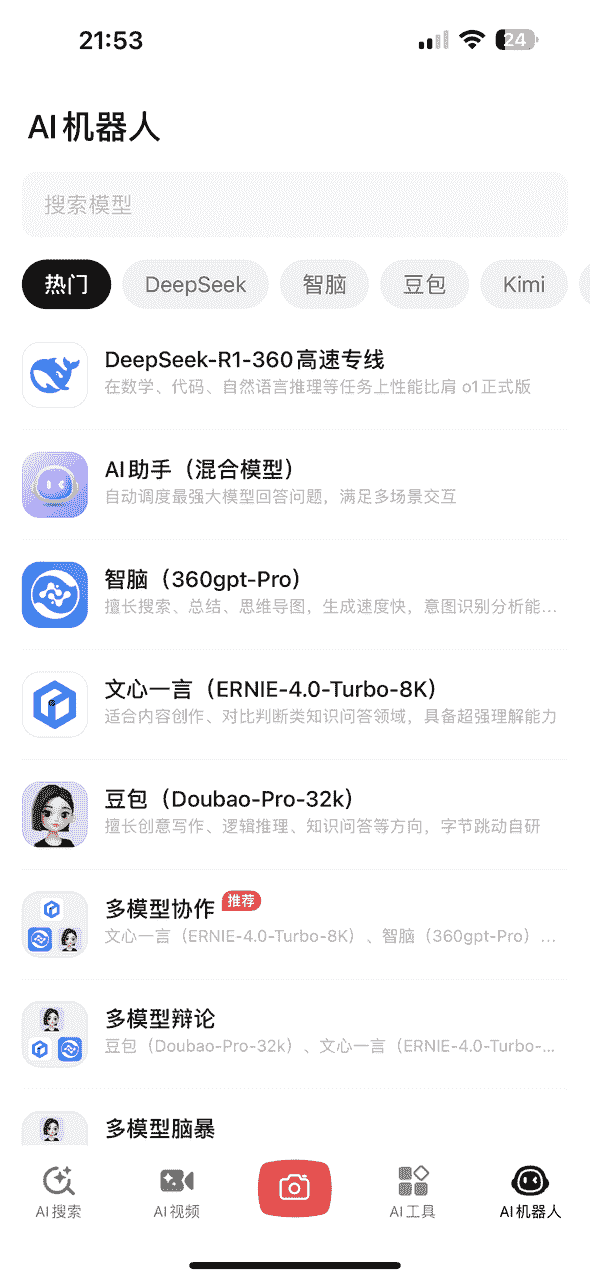 21:53
24
AI机器人
搜索模型
热门
DeepSeek
智脑
豆包
Kimi
DeepSeek-R1-360高速专线
在数学、代码、自然语言推理等任务上性能比肩 o1正式版
AI助手（混合模型）
自动调度最强大模型回答问题，满足多场景交互
智脑（360gpt-Pro）
擅长搜索、总结、思维导图，生成速度快，意图识别分析能...
文心一言（ERNIE-4.0-Turbo-8K）
适合内容创作、对比判断类知识问答领域，具备超强理解能力
豆包（Doubao-Pro-32k）
擅长创意写作、逻辑推理、知识问答等方向，字节跳动自研
多模型协作 推荐
文心一言（ERNIE-4.0-Turbo-8K）、智脑（360gpt-Pro）...
多模型辩论
豆包（Doubao-Pro-32k）、文心一言（ERNIE-4.0-Turbo-...
多模型脑暴
AI搜索
AI视频
AI工具
AI机器人